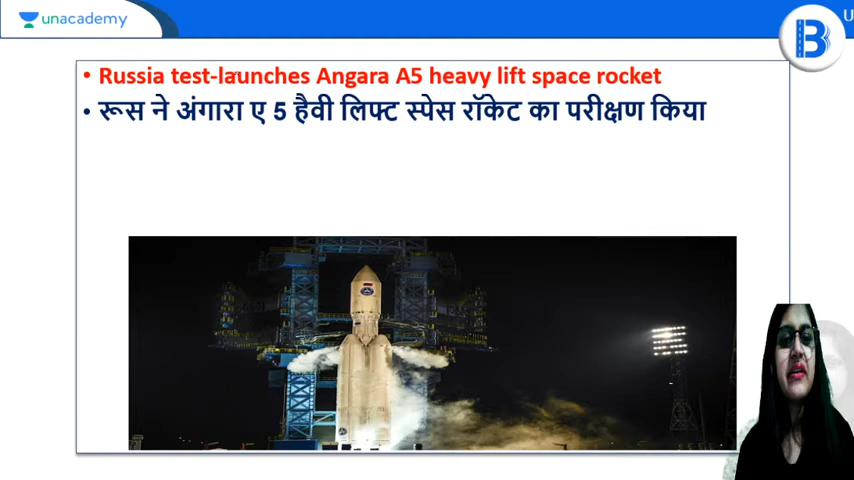 unacademy
U
B
• Russia test-launches Angara A5 heavy lift space rocket
• रूस ने अंगारा ए 5 हैवी लिफ्ट स्पेस रॉकेट का परीक्षण किया